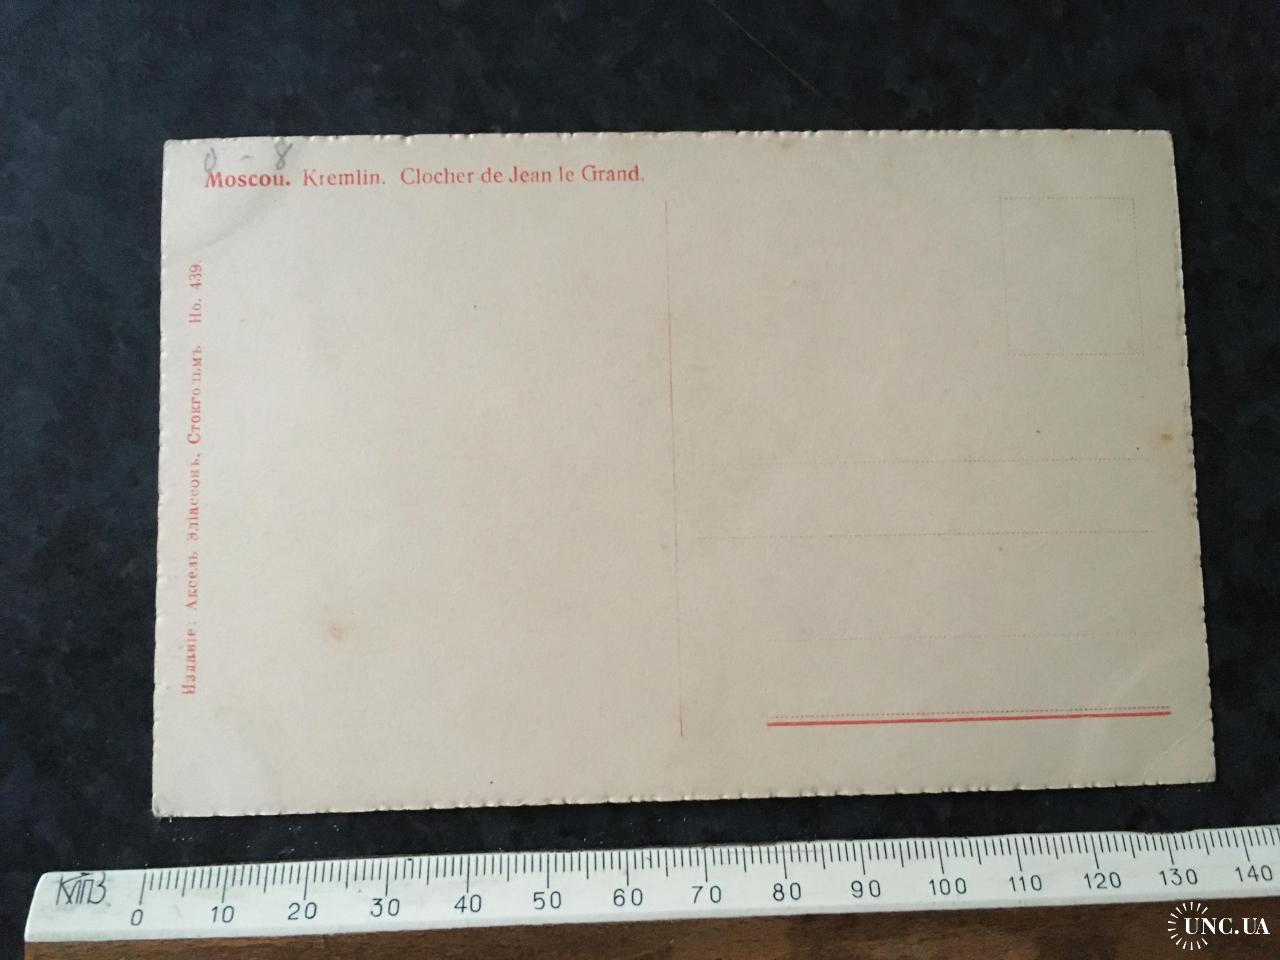 0 - 8
Moscou. Kremlin. Clocher de Jean le Grand.
Изданіе: Аксель Эліассонъ, Стокгольмъ Но. 439.
КПВ
0 10 20 30 40 50 60 70 80 90 100 110 120 130 140
UNC.UA